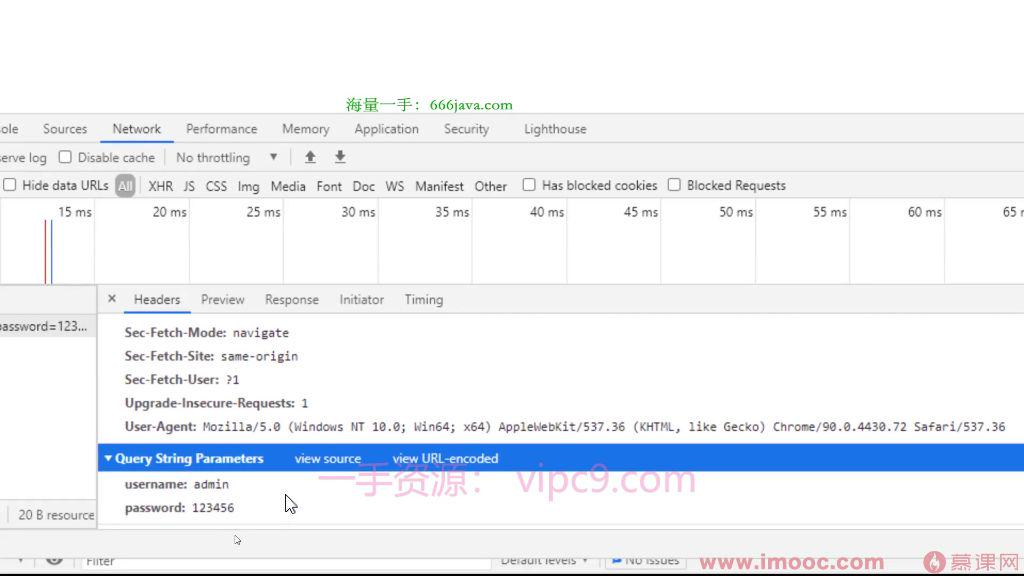 海量一手：666java.com
ole Sources Network Performance Memory Application Security Lighthouse
serve log Disable cache No throttling
Hide data URLs All XHR JS CSS Img Media Font Doc WS Manifest Other Has blocked cookies Blocked Requests
15 ms 20 ms 25 ms 30 ms 35 ms 40 ms 45 ms 50 ms 55 ms 60 ms 65 m
× Headers Preview Response Initiator Timing
password=123...
Sec-Fetch-Mode: navigate
Sec-Fetch-Site: same-origin
Sec-Fetch-User: ?1
Upgrade-Insecure-Requests: 1
User-Agent: Mozilla/5.0 (Windows NT 10.0; Win64; x64) AppleWebKit/537.36 (KHTML, like Gecko) Chrome/90.0.4430.72 Safari/537.36
Query String Parameters view source view URL-encoded
一手资源： vipc9.com
username: admin
password: 123456
20 B resource
Filter Default levels No Issues
www.imooc.com 慕课网